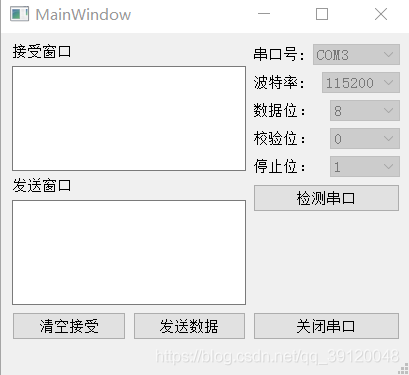 MainWindow
接受窗口
串口号: COM3
波特率: 115200
数据位: 8
校验位: 0
停止位: 1
发送窗口
检测串口
清空接受 发送数据 关闭串口
https://blog.csdn.net/qq_39120048